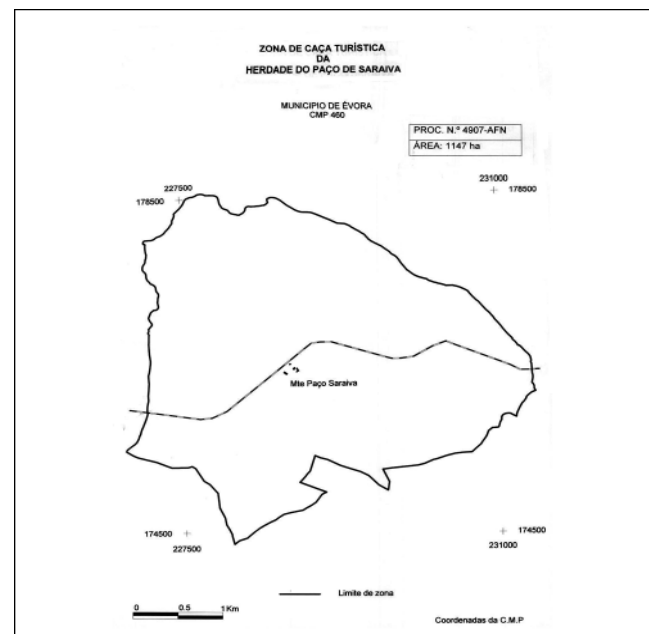 ZONA DE CAÇA TURÍSTICA
DA
HERDADE DO PAÇO DE SARAIVA
MUNICIPIO DE ÉVORA
CMP 460
PROC. N.º 4907-AFN
ÁREA: 1147 ha
227500
178500
231000
178500
Mte Paço Saraiva
174500
227500
174500
231000
Limite de zona
0 0.5 1 Km
Coordenadas da C.M.P